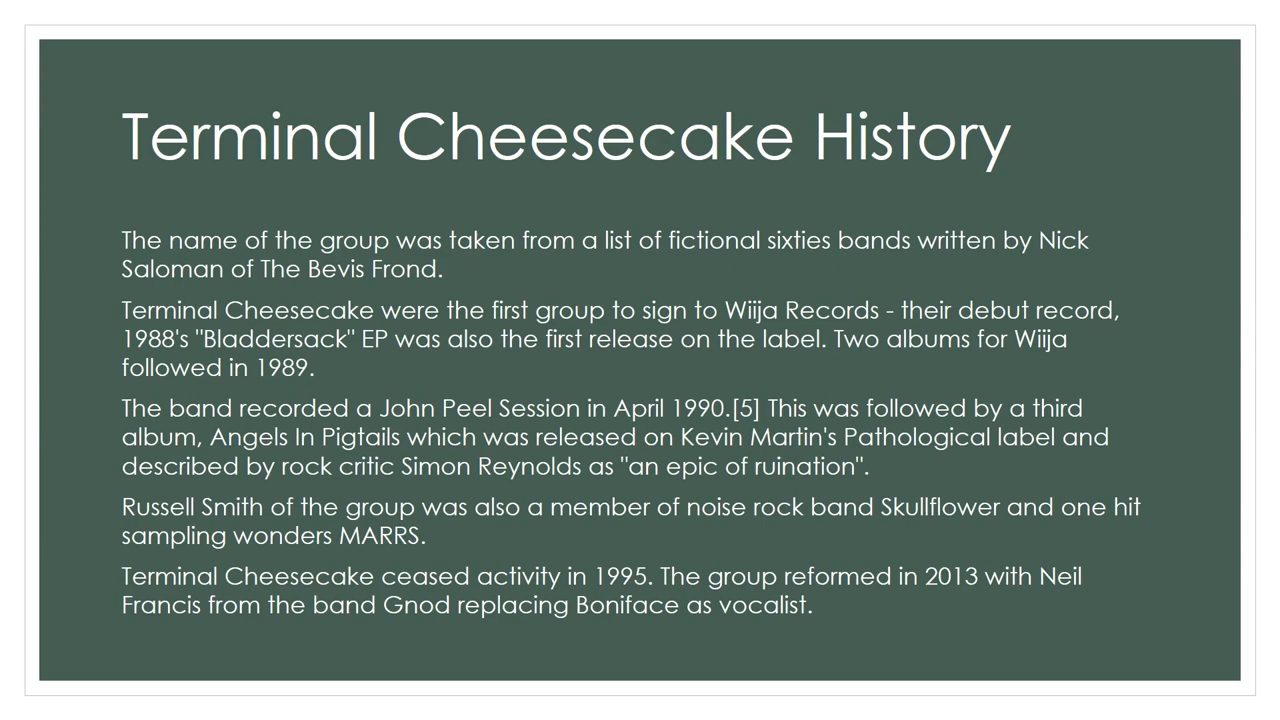 Terminal Cheesecake History
The name of the group was taken from a list of fictional sixties bands written by Nick
Saloman of The Bevis Frond.
Terminal Cheesecake were the first group to sign to Wiija Records - their debut record,
1988's "Bladdersack" EP was also the first release on the label. Two albums for Wiija
followed in 1989.
The band recorded a John Peel Session in April 1990.[5] This was followed by a third
album, Angels In Pigtails which was released on Kevin Martin's Pathological label and
described by rock critic Simon Reynolds as "an epic of ruination".
Russell Smith of the group was also a member of noise rock band Skullflower and one hit
sampling wonders MARRS.
Terminal Cheesecake ceased activity in 1995. The group reformed in 2013 with Neil
Francis from the band Gnod replacing Boniface as vocalist.